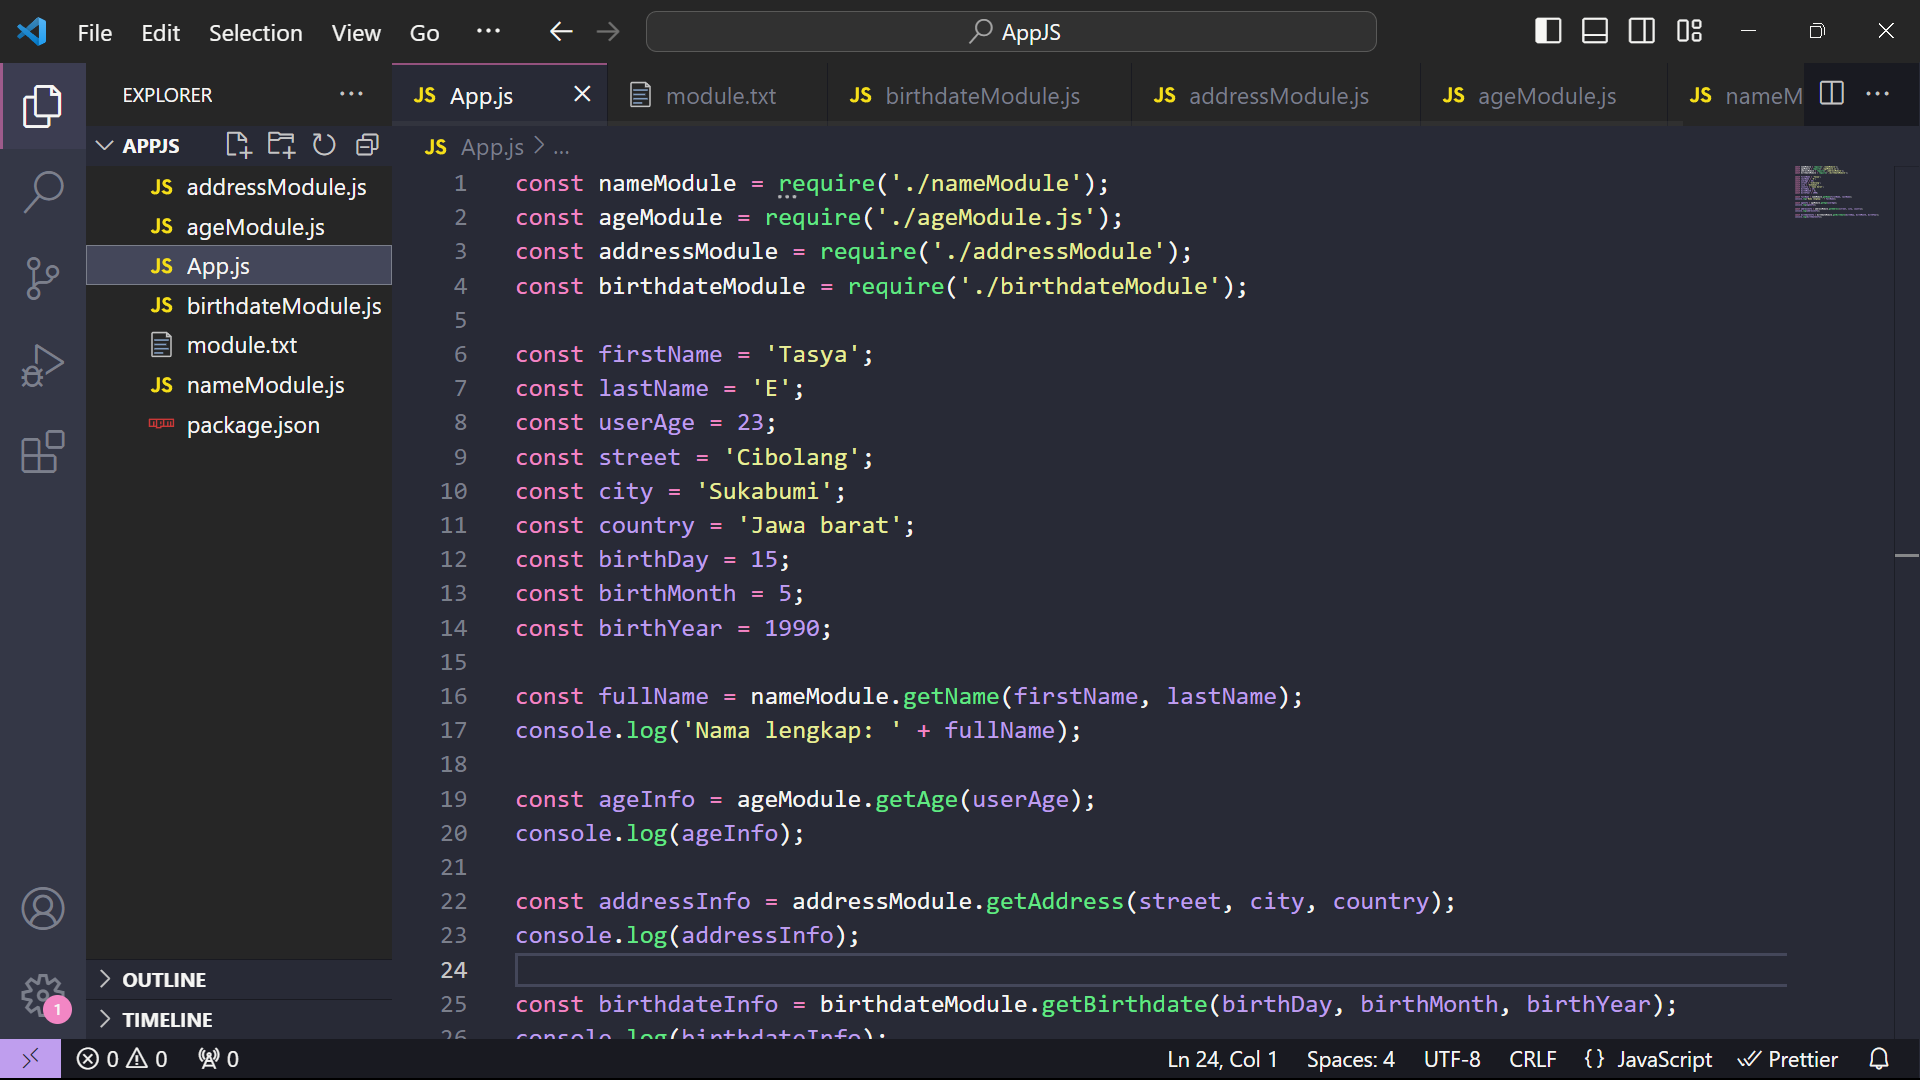 File Edit Selection View Go ··· AppJS
EXPLORER ···
JS App.js
module.txt
JS birthdateModule.js
JS addressModule.js
JS ageModule.js
JS nameM
···
APPJS
JS addressModule.js
JS ageModule.js
JS App.js
JS birthdateModule.js
module.txt
JS nameModule.js
npm package.json
OUTLINE
TIMELINE
1
JS App.js > ...
1 const nameModule = require('./nameModule');
2 const ageModule = require('./ageModule.js');
3 const addressModule = require('./addressModule');
4 const birthdateModule = require('./birthdateModule');
5
6 const firstName = 'Tasya';
7 const lastName = 'E';
8 const userAge = 23;
9 const street = 'Cibolang';
10 const city = 'Sukabumi';
11 const country = 'Jawa barat';
12 const birthDay = 15;
13 const birthMonth = 5;
14 const birthYear = 1990;
15
16 const fullName = nameModule.getName(firstName, lastName);
17 console.log('Nama lengkap: ' + fullName);
18
19 const ageInfo = ageModule.getAge(userAge);
20 console.log(ageInfo);
21
22 const addressInfo = addressModule.getAddress(street, city, country);
23 console.log(addressInfo);
24
25 const birthdateInfo = birthdateModule.getBirthdate(birthDay, birthMonth, birthYear);
26 console.log(birthdateInfo);
0 0 0 Ln 24, Col 1 Spaces: 4 UTF-8 CRLF {} JavaScript Prettier